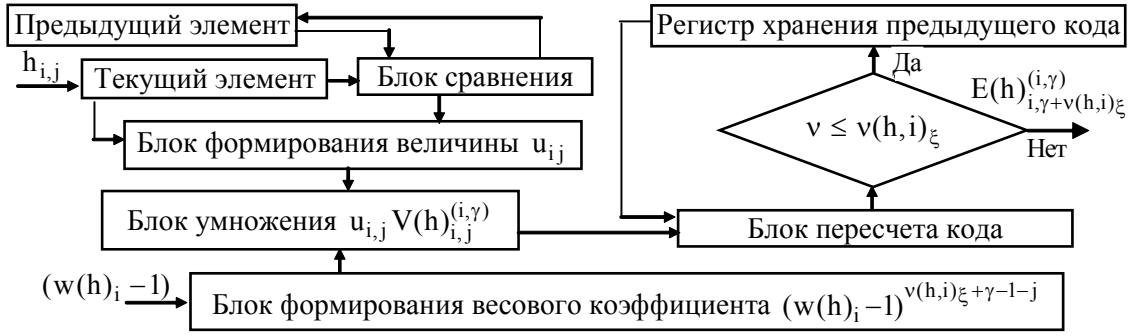 Предыдущий элемент
h_{i,j}
Текущий элемент
Блок сравнения
Блок формирования величины u_{i j}
Блок умножения u_{i,j} V(h)_{i,j}^{(i,γ)}
(w(h)_i − 1)
Блок формирования весового коэффициента (w(h)_i − 1)^{ν(h,i)_ξ + γ − 1 − j}
Регистр хранения предыдущего кода
Да
ν ≤ ν(h,i)_ξ
E(h)_{i,γ+ν(h,i)ξ}^{(i,γ)}
Нет
Блок пересчета кода